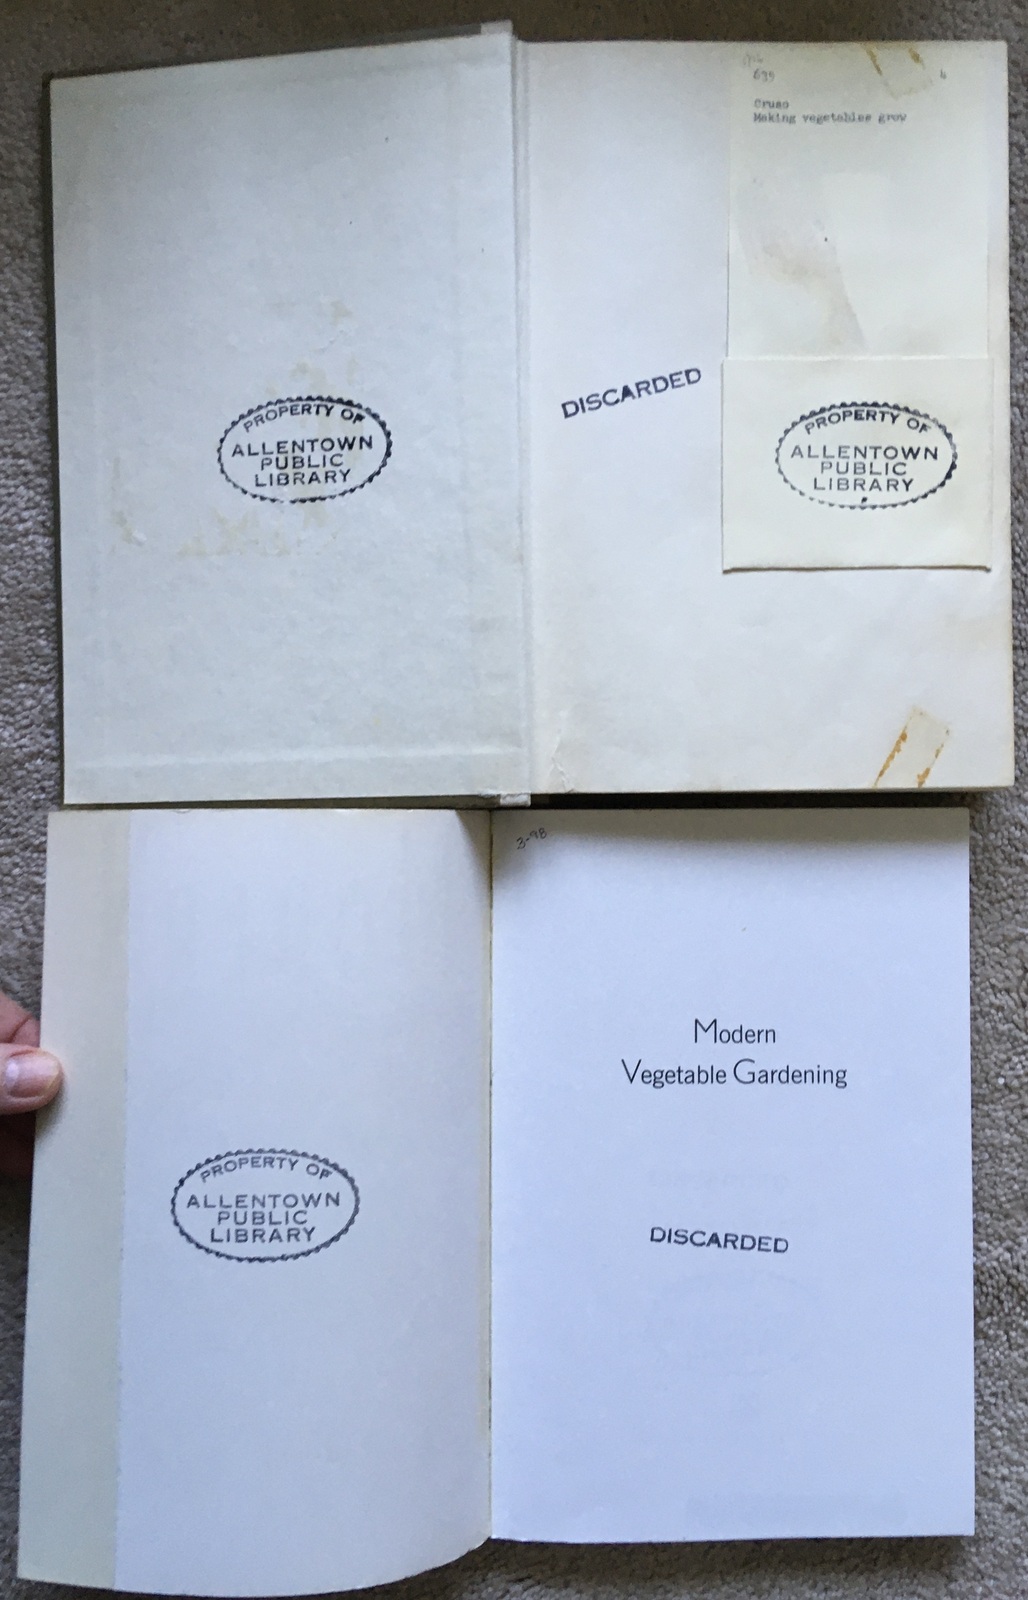 639
Cruso
Making vegetables grow
PROPERTY OF
ALLENTOWN
PUBLIC
LIBRARY
DISCARDED
PROPERTY OF
ALLENTOWN
PUBLIC
LIBRARY
3-98
Modern
Vegetable Gardening
PROPERTY OF
ALLENTOWN
PUBLIC
LIBRARY
DISCARDED